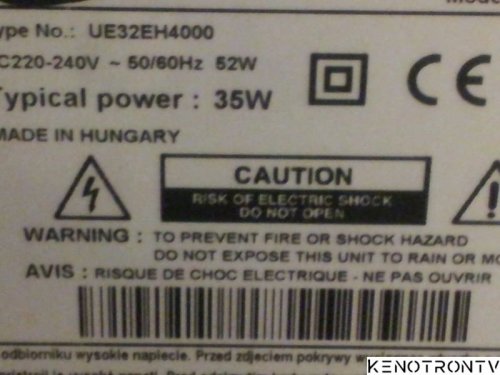 Mode
ype No.: UE32EH4000
C220-240V ~ 50/60Hz 52W
Typical power : 35W
MADE IN HUNGARY
CAUTION
RISK OF ELECTRIC SHOCK
DO NOT OPEN
WARNING : TO PREVENT FIRE OR SHOCK HAZARD
DO NOT EXPOSE THIS UNIT TO RAIN OR MO
AVIS : RISQUE DE CHOC ELECTRIQUE - NE PAS OUVRIR
odbiorniku wysokie napiecie. Przed zdjeciem pokrywy
KENOTRONTV